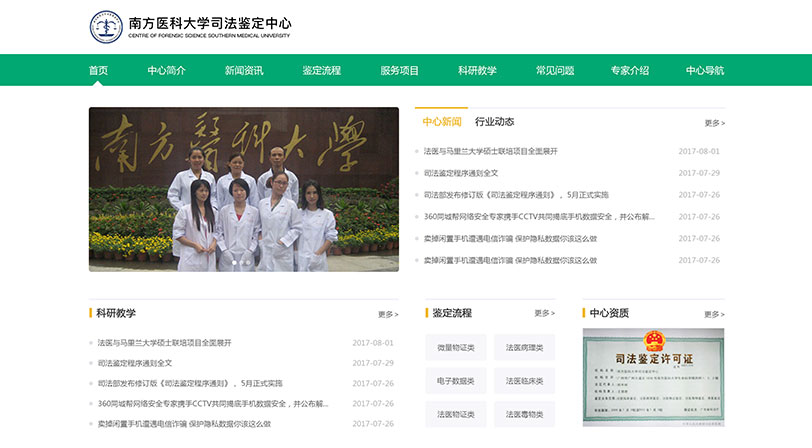 南方医科大学司法鉴定中心
CENTRE OF FORENSIC SCIENCE SOUTHERN MEDICAL UNIVERSITY
首页 中心简介 新闻资讯 鉴定流程 服务项目 科研教学 常见问题 专家介绍 中心导航
南方醫科大學
中心新闻 行业动态 更多 >
法医与马里兰大学硕士联培项目全面展开 2017-08-01
司法鉴定程序通则全文 2017-07-29
司法部发布修订版《司法鉴定程序通则》，5月正式实施 2017-07-26
360同城帮网络安全专家携手CCTV共同揭底手机数据安全，并公布解... 2017-07-26
卖掉闲置手机遭遇电信诈骗 保护隐私数据你该这么做 2017-07-26
卖掉闲置手机遭遇电信诈骗 保护隐私数据你该这么做 2017-07-26
科研教学 更多 >
法医与马里兰大学硕士联培项目全面展开 2017-08-01
司法鉴定程序通则全文 2017-07-29
司法部发布修订版《司法鉴定程序通则》，5月正式实施 2017-07-26
360同城帮网络安全专家携手CCTV共同揭底手机数据安全，并公布解... 2017-07-26
卖掉闲置手机遭遇电信诈骗 保护隐私数据你该这么做 2017-07-26
鉴定流程 更多 >
微量物证类 法医病理类
电子数据类 法医临床类
法医物证类 法医毒物类
中心资质 更多 >
司法鉴定许可证